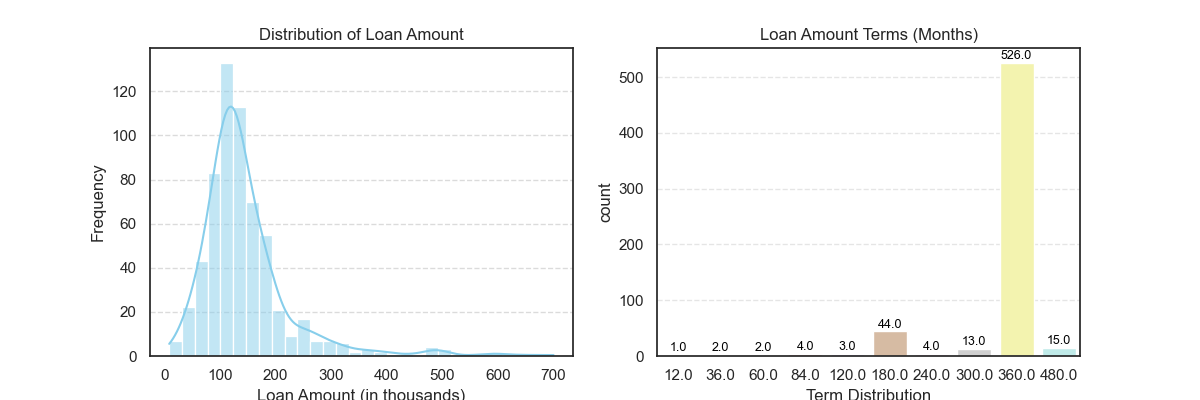 Distribution of Loan Amount
Frequency
120
100
80
60
40
20
0
0 100 200 300 400 500 600 700
Loan Amount (in thousands)
Loan Amount Terms (Months)
count
500
400
300
200
100
0
1.0 2.0 2.0 4.0 3.0 44.0 4.0 13.0 526.0 15.0
12.0 36.0 60.0 84.0 120.0 180.0 240.0 300.0 360.0 480.0
Term Distribution